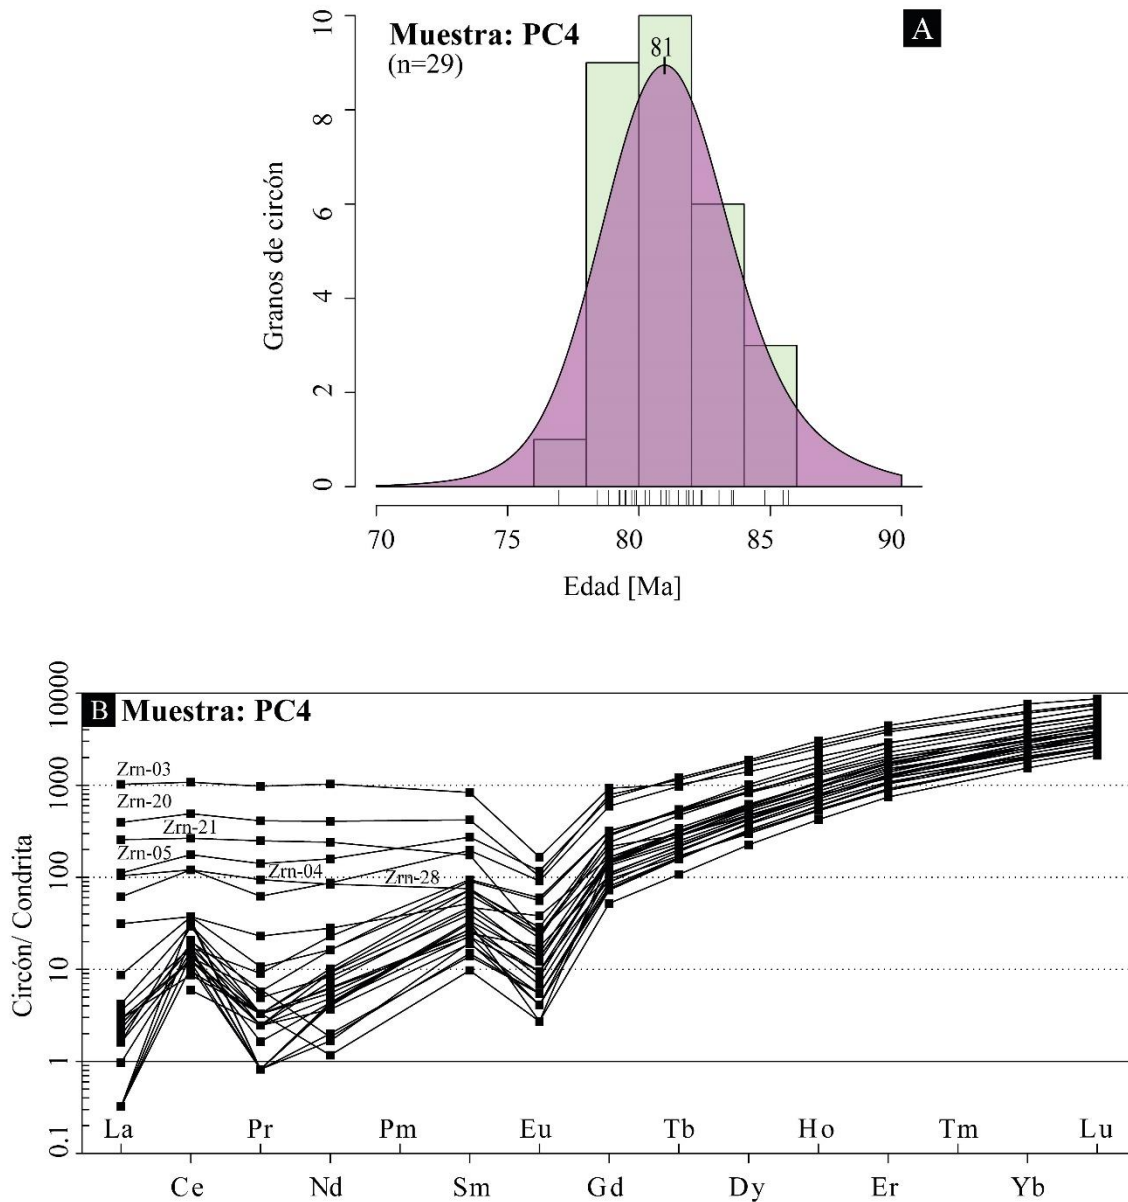 Muestra: PC4
(n=29)
A
81
Granos de circón
10
8
6
4
2
0
70 75 80 85 90
Edad [Ma]
B Muestra: PC4
Zrn-03
Zrn-20
Zrn-21
Zrn-05
Zrn-04
Zrn-28
Circón/ Condrita
10000
1000
100
10
1
0.1
La Pr Pm Eu Tb Ho Tm Lu
Ce Nd Sm Gd Dy Er Yb